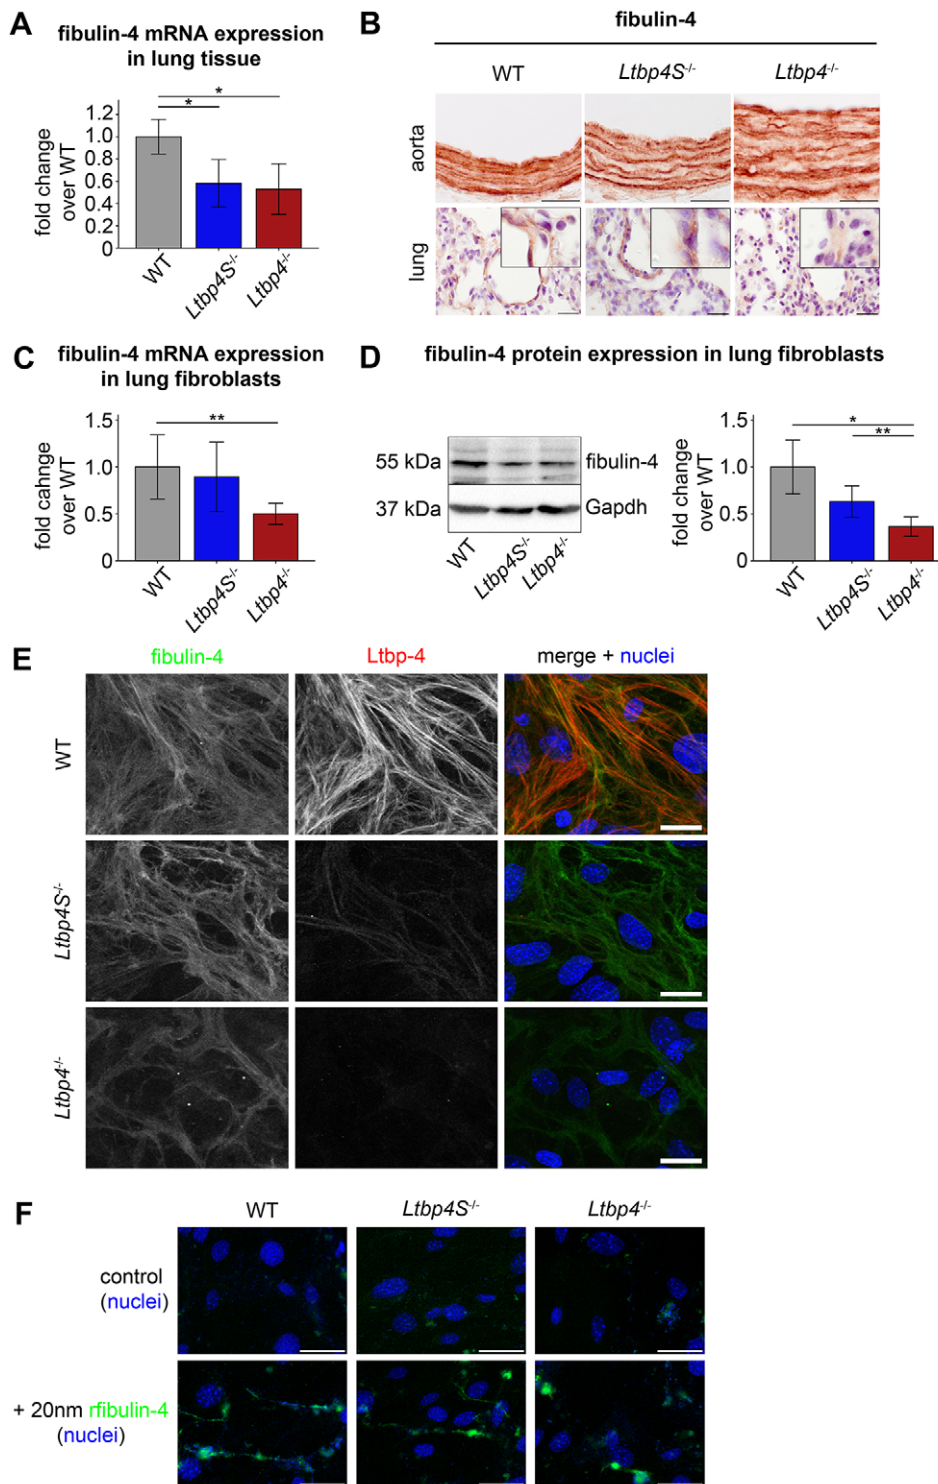 A
fibulin-4 mRNA expression
in lung tissue
*
*
fold change
over WT
1.2
1.0
0.8
0.6
0.4
0.2
0
WT
Ltbp4S-/-
Ltbp4-/-
B
fibulin-4
WT
Ltbp4S-/-
Ltbp4-/-
aorta
lung
C
fibulin-4 mRNA expression
in lung fibroblasts
**
fold cahnge
over WT
1.5
1.0
0.5
0
WT
Ltbp4S-/-
Ltbp4-/-
D
fibulin-4 protein expression in lung fibroblasts
55 kDa
fibulin-4
37 kDa
Gapdh
WT
Ltbp4S-/-
Ltbp4-/-
*
**
fold change
over WT
1.5
1.0
0.5
0
WT
Ltbp4S-/-
Ltbp4-/-
E
fibulin-4
Ltbp-4
merge + nuclei
WT
Ltbp4S-/-
Ltbp4-/-
F
WT
Ltbp4S-/-
Ltbp4-/-
control
(nuclei)
+ 20nm rfibulin-4
(nuclei)